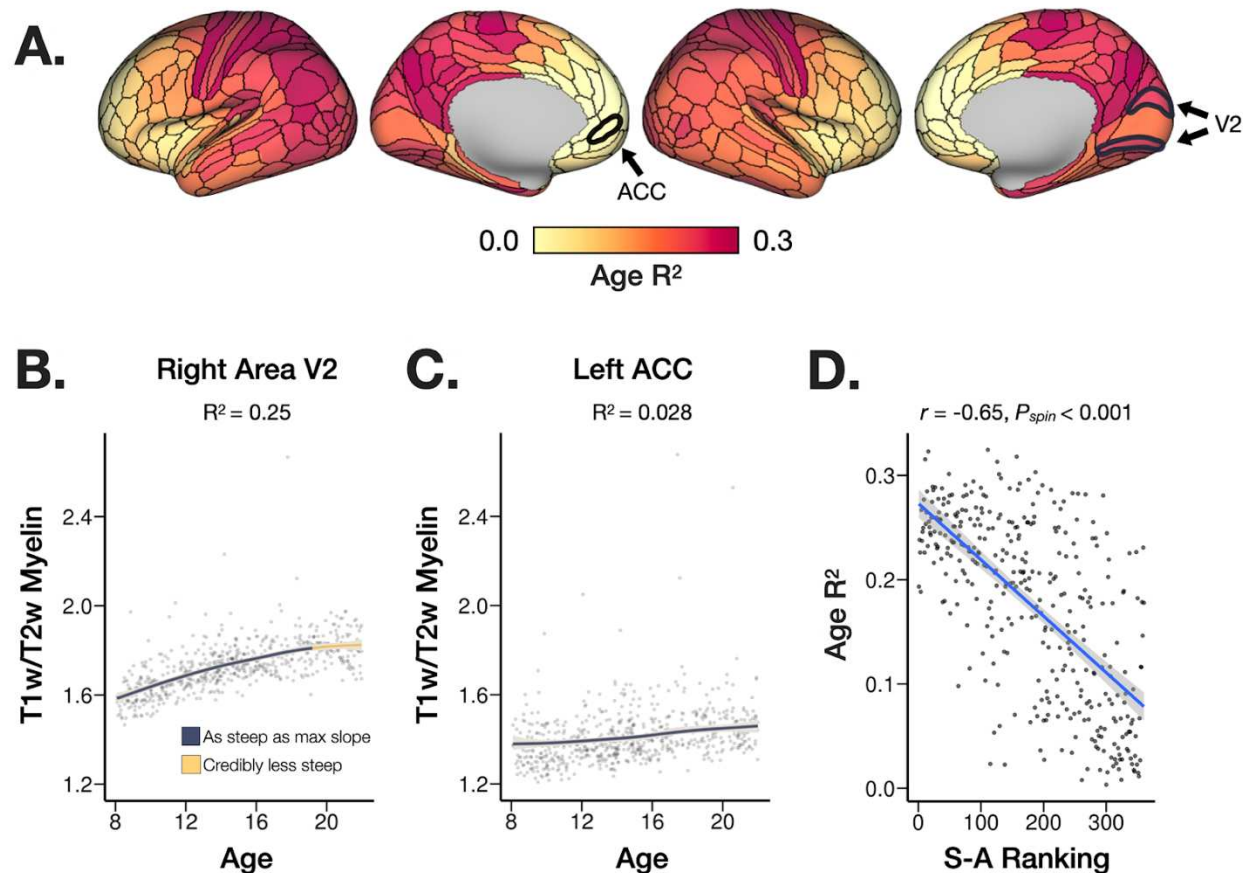 A.
ACC
V2
0.0 0.3
Age R²
B. Right Area V2
R² = 0.25
T1w/T2w Myelin
2.4
2.0
1.6
1.2
As steep as max slope
Credibly less steep
8 12 16 20
Age
C. Left ACC
R² = 0.028
T1w/T2w Myelin
2.4
2.0
1.6
1.2
8 12 16 20
Age
D.
r = -0.65, Pspin < 0.001
Age R²
0.3
0.2
0.1
0.0
0 100 200 300
S-A Ranking